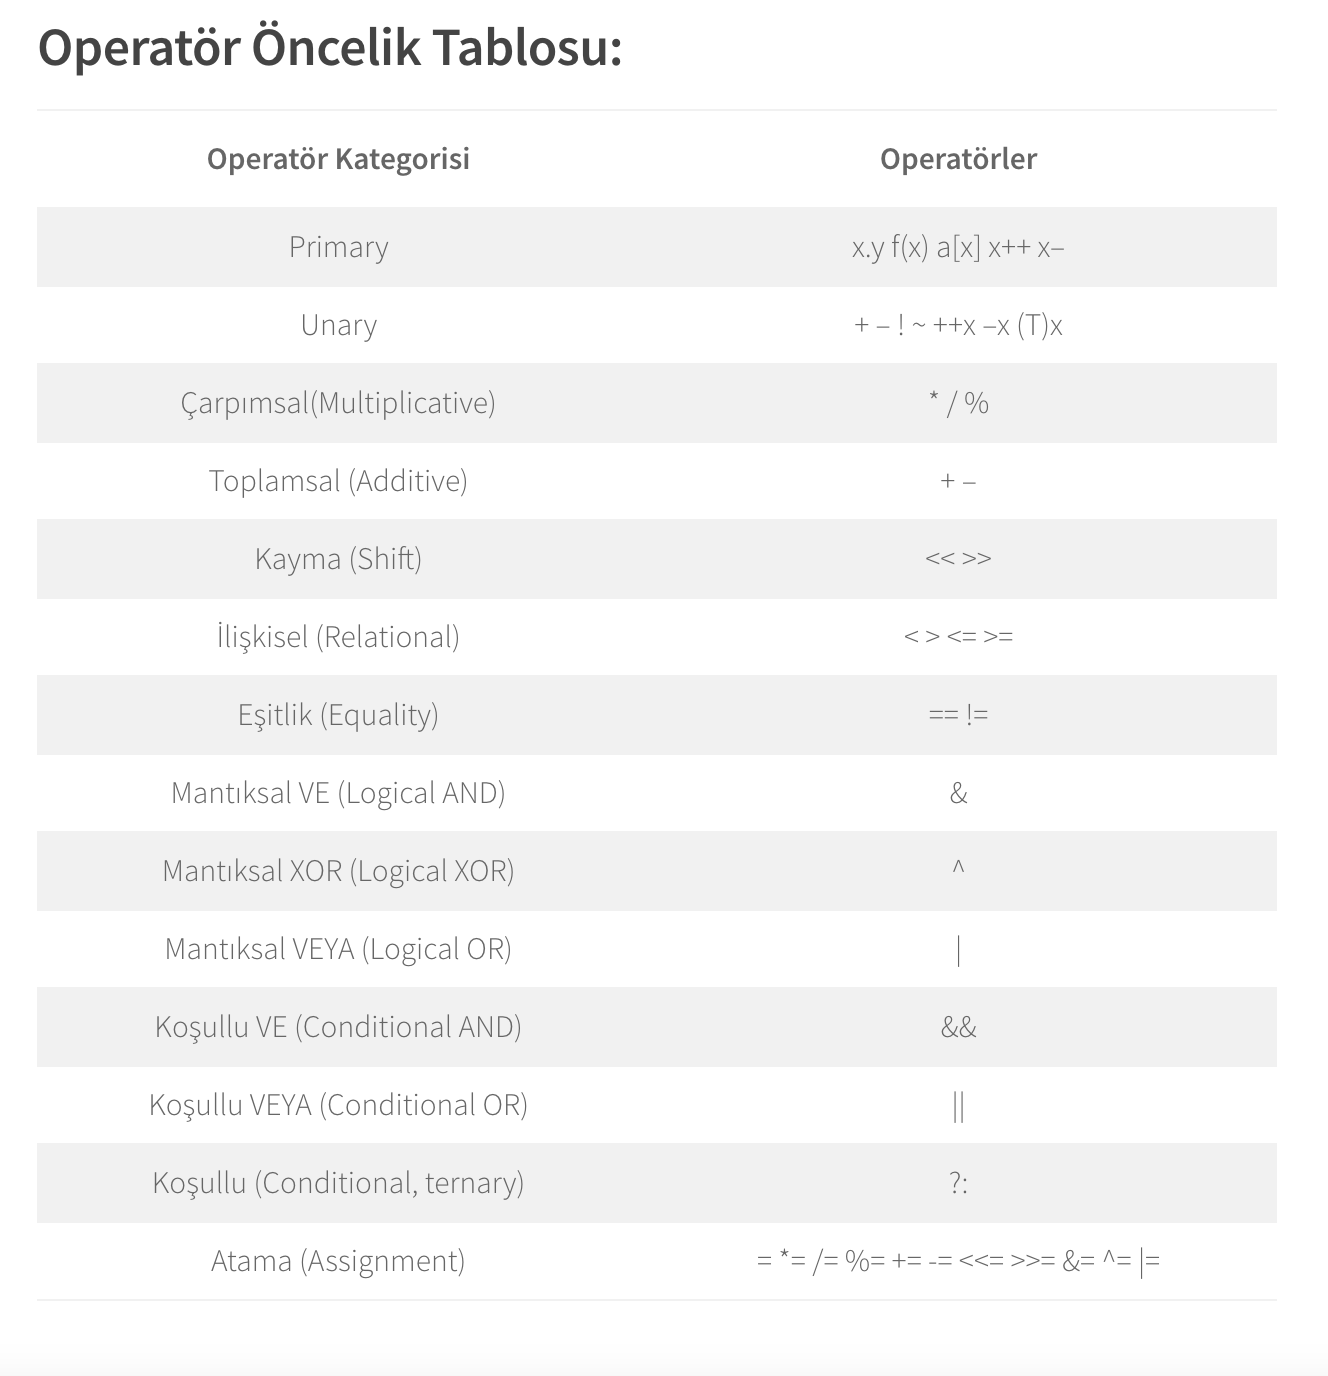 Operatör Öncelik Tablosu:
Operatör Kategorisi Operatörler
Primary x.y f(x) a[x] x++ x–
Unary + – ! ~ ++x –x (T)x
Çarpımsal(Multiplicative) * / %
Toplamsal (Additive) + –
Kayma (Shift) << >>
İlişkisel (Relational) < > <= >=
Eşitlik (Equality) == !=
Mantıksal VE (Logical AND) &
Mantıksal XOR (Logical XOR) ^
Mantıksal VEYA (Logical OR) |
Koşullu VE (Conditional AND) &&
Koşullu VEYA (Conditional OR) ||
Koşullu (Conditional, ternary) ?:
Atama (Assignment) = *= /= %= += -= <<= >>= &= ^= |=